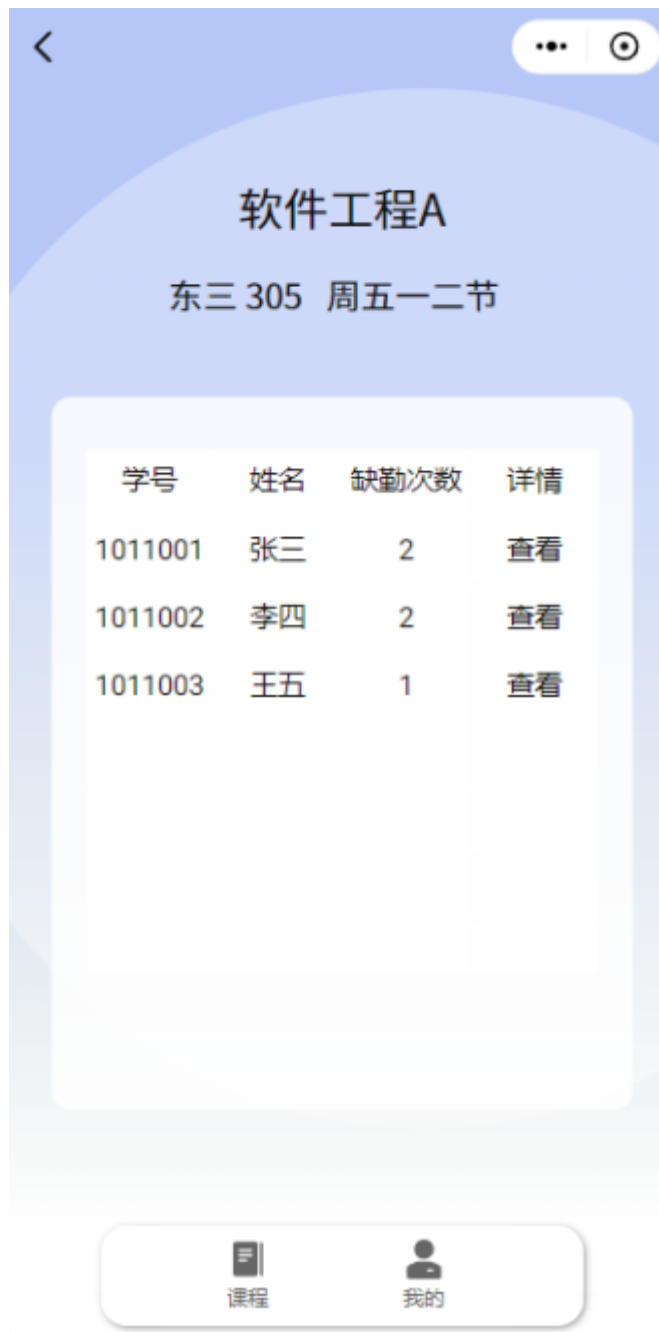 软件工程A
东三 305 周五一二节
学号 姓名 缺勤次数 详情
1011001 张三 2 查看
1011002 李四 2 查看
1011003 王五 1 查看
课程 我的